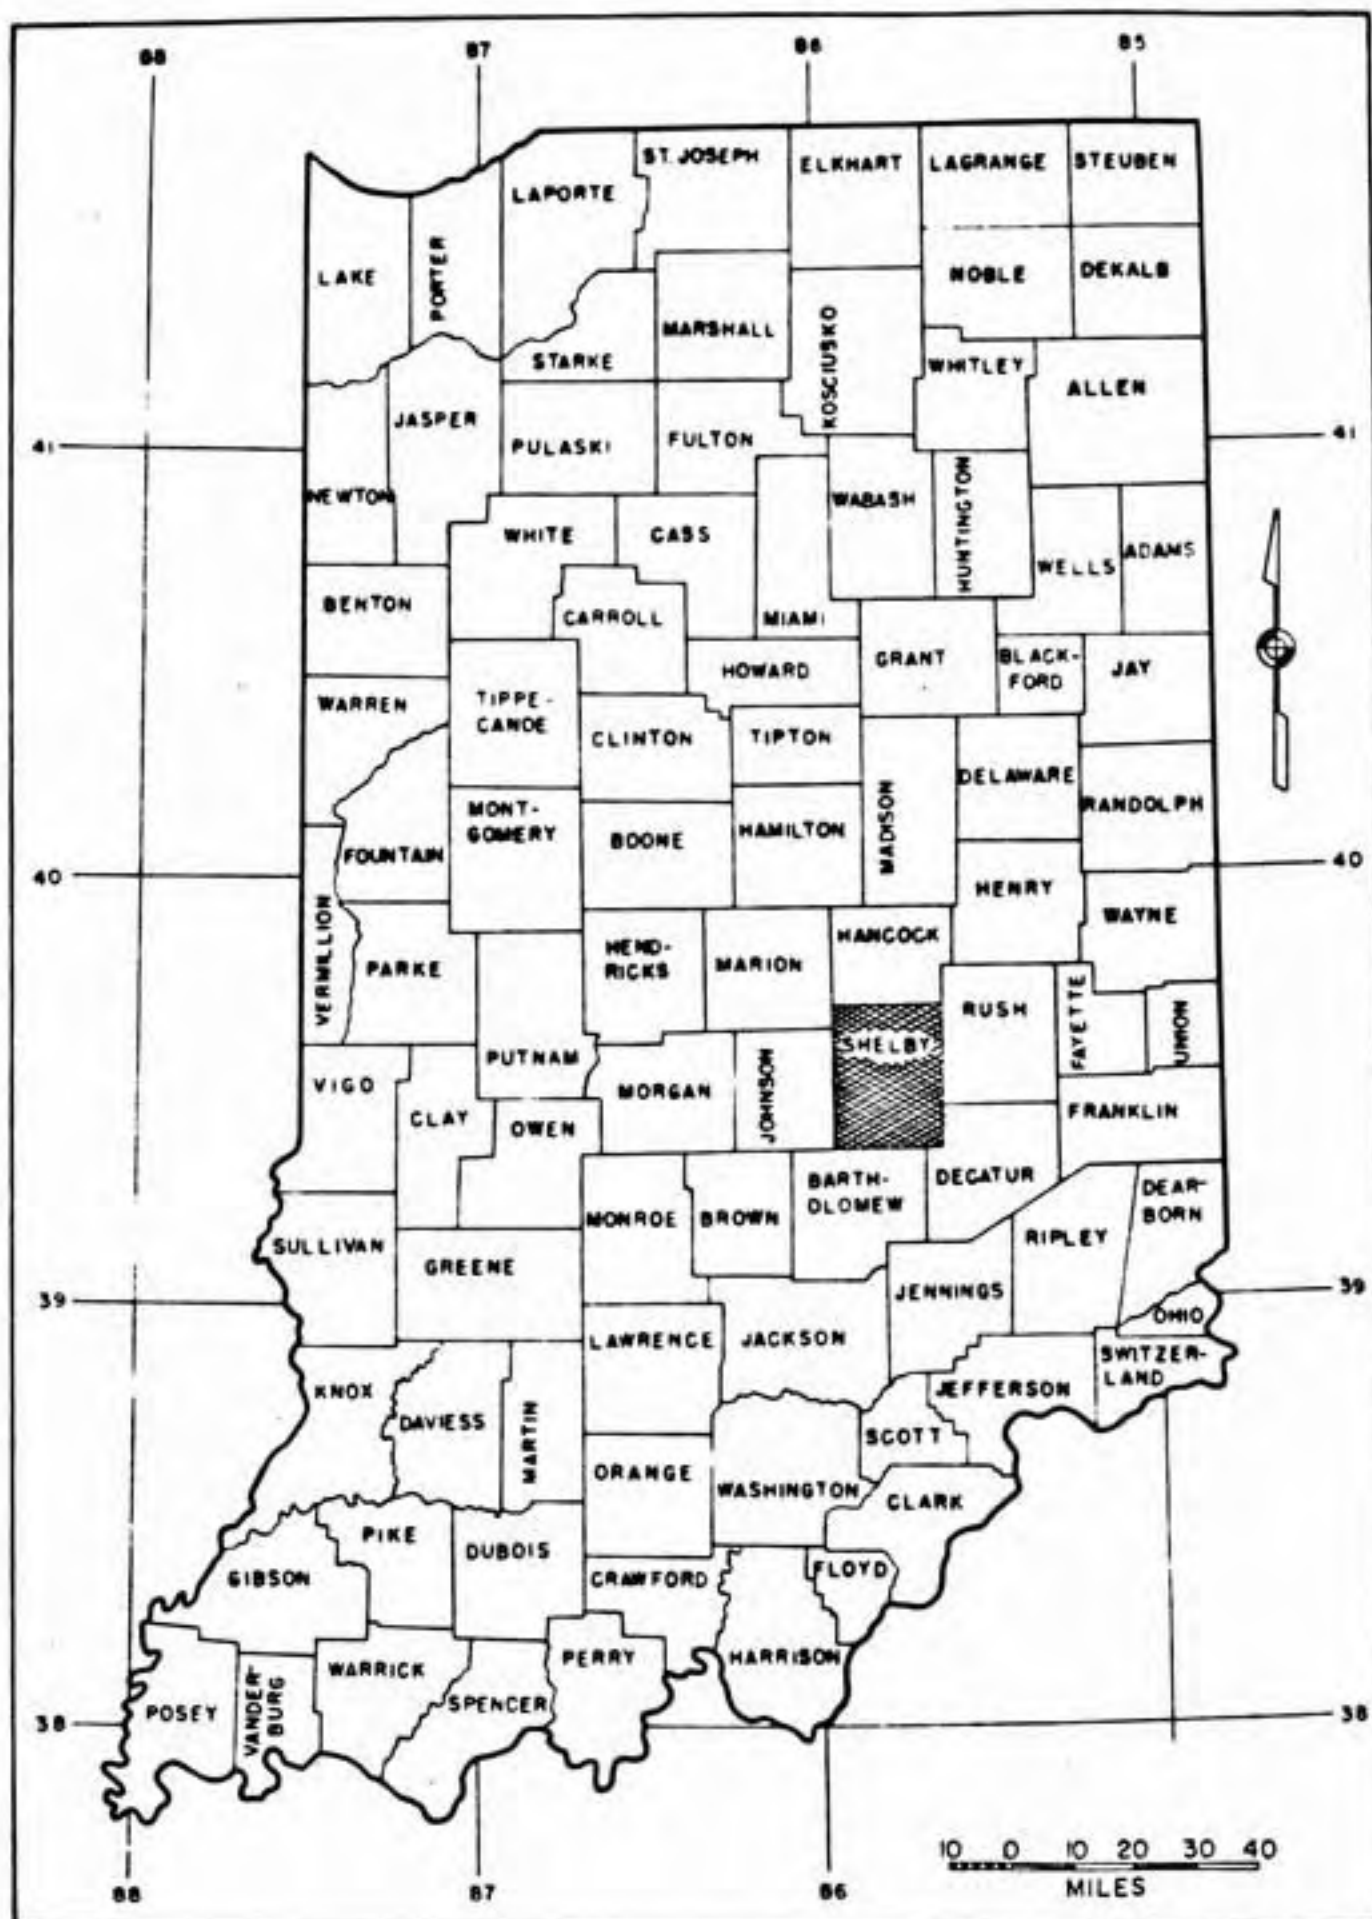 88 87 86 85
ST. JOSEPH ELKHART LAGRANGE STEUBEN
LAPORTE
LAKE PORTER NOBLE DEKALB
MARSHALL KOSCIUSKO
STARKE WHITLEY ALLEN
JASPER PULASKI FULTON
41 41
NEWTON WABASH HUNTINGTON
WHITE CASS WELLS ADAMS
BENTON CARROLL MIAMI
HOWARD GRANT BLACK-
FORD JAY
WARREN TIPPE-
CANOE CLINTON TIPTON
DELAWARE
MONT-
GOMERY BOONE HAMILTON MADISON RANDOLPH
FOUNTAIN
40 40
HENRY WAYNE
VERMILLION PARKE HEND-
RICKS MARION HANCOCK
RUSH FAYETTE UNION
PUTNAM SHELBY
VIGO CLAY OWEN MORGAN JOHNSON FRANKLIN
BARTH-
OLOMEW DECATUR DEAR-
BORN
MONROE BROWN RIPLEY
SULLIVAN GREENE JENNINGS
39 39
OHIO
LAWRENCE JACKSON SWITZER-
LAND
KNOX DAVIESS MARTIN JEFFERSON
SCOTT
ORANGE WASHINGTON CLARK
PIKE DUBOIS
GIBSON CRAWFORD FLOYD
WARRICK PERRY HARRISON
POSEY VANDER-
BURG SPENCER
38 38
10 0 10 20 30 40
MILES
88 87 86